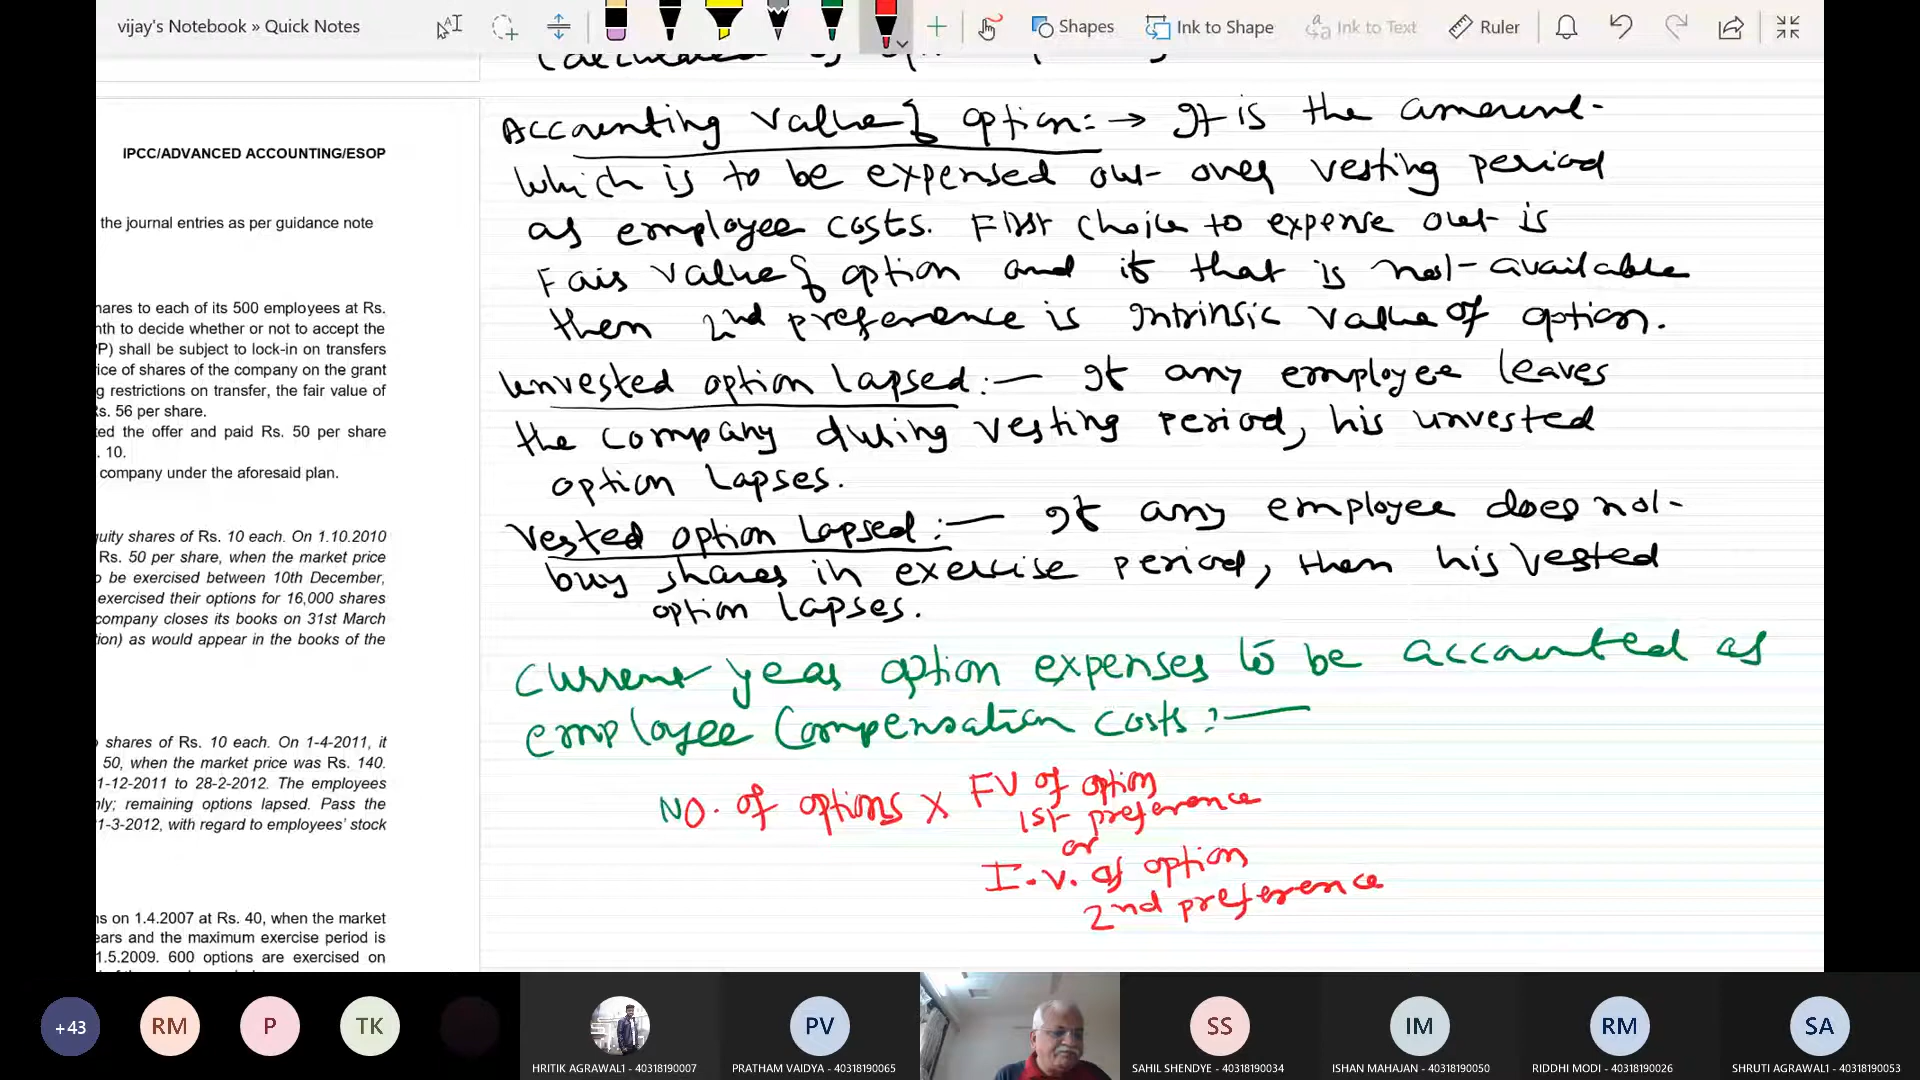 vijay's Notebook » Quick Notes
Shapes
Ink to Shape
Ink to Text
Ruler
IPCC/ADVANCED ACCOUNTING/ESOP
the journal entries as per guidance note
hares to each of its 500 employees at Rs.
nth to decide whether or not to accept the
PP) shall be subject to lock-in on transfers
rice of shares of the company on the grant
g restrictions on transfer, the fair value of
Rs. 56 per share.
ted the offer and paid Rs. 50 per share
. 10.
company under the aforesaid plan.
quity shares of Rs. 10 each. On 1.10.2010
Rs. 50 per share, when the market price
o be exercised between 10th December,
exercised their options for 16,000 shares
company closes its books on 31st March
tion) as would appear in the books of the
shares of Rs. 10 each. On 1-4-2011, it
50, when the market price was Rs. 140.
1-12-2011 to 28-2-2012. The employees
nly; remaining options lapsed. Pass the
31-3-2012, with regard to employees' stock
ns on 1.4.2007 at Rs. 40, when the market
ears and the maximum exercise period is
1.5.2009. 600 options are exercised on
Accounting value of option:- → It is the amount
which is to be expensed out over vesting period
as employee costs. First choice to expense out is
Fair value of option and if that is not available
then 2nd preference is intrinsic value of option.
Unvested option lapsed:— If any employee leaves
the company during vesting period, his unvested
option lapses.
Vested option lapsed:— If any employee does not
buy shares in exercise period, then his vested
option lapses.
Current year option expenses to be accounted as
employee compensation costs:—
NO. of options X FV of option
1st preference
or
I.V. of option
2nd preference
+43
RM
P
TK
HRITIK AGRAWAL1 - 40318190007
PV
PRATHAM VAIDYA - 40318190065
SS
SAHIL SHENDYE - 40318190034
IM
ISHAN MAHAJAN - 40318190050
RM
RIDDHI MODI - 40318190026
SA
SHRUTI AGRAWAL1 - 40318190053